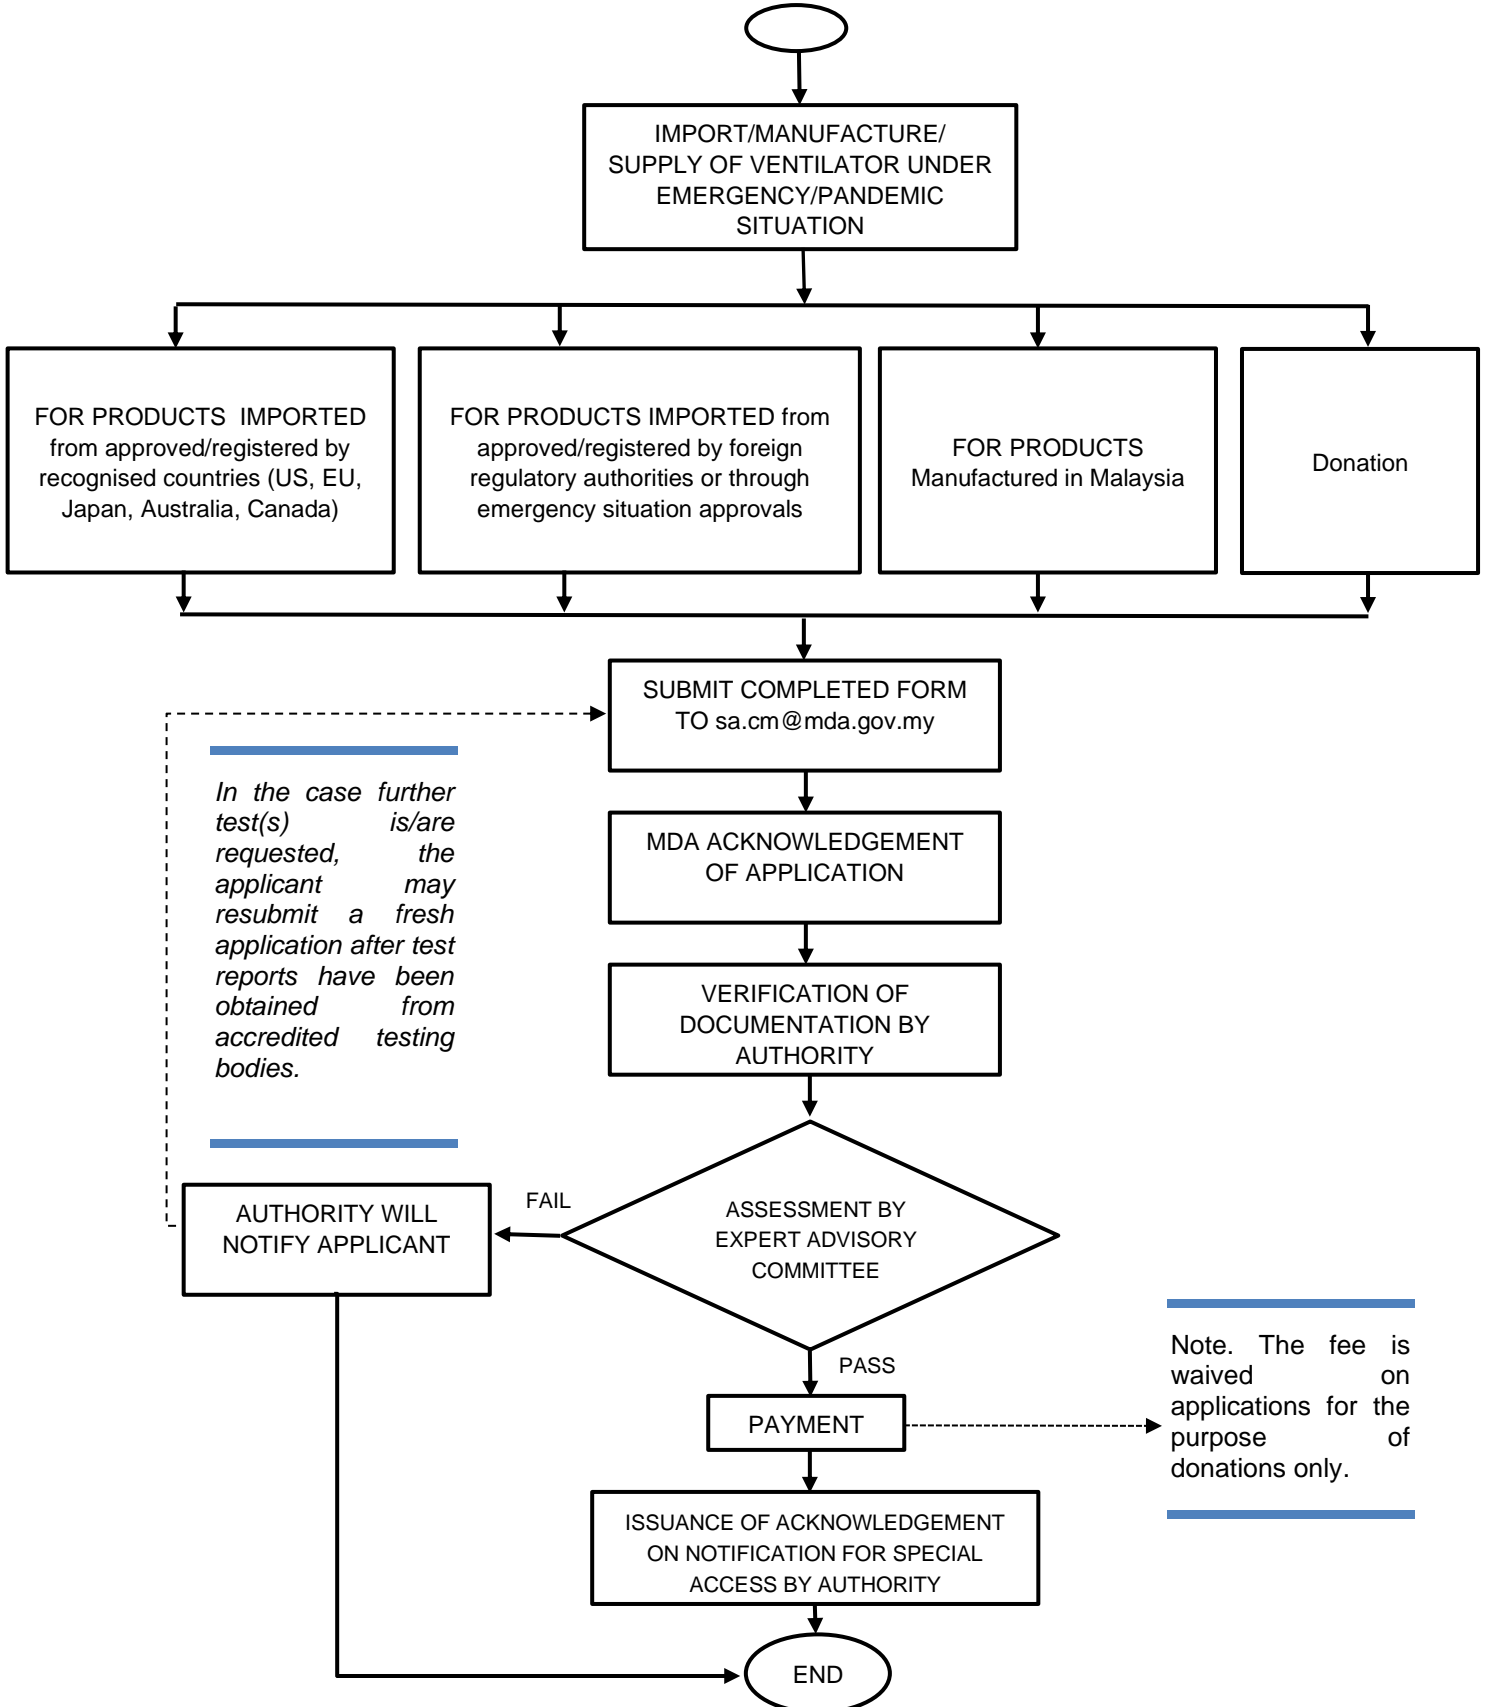 IMPORT/MANUFACTURE/
SUPPLY OF VENTILATOR UNDER
EMERGENCY/PANDEMIC
SITUATION
FOR PRODUCTS IMPORTED
from approved/registered by
recognised countries (US, EU,
Japan, Australia, Canada)
FOR PRODUCTS IMPORTED from
approved/registered by foreign
regulatory authorities or through
emergency situation approvals
FOR PRODUCTS
Manufactured in Malaysia
Donation
SUBMIT COMPLETED FORM
TO sa.cm@mda.gov.my
In the case further
test(s) is/are
requested, the
applicant may
resubmit a fresh
application after test
reports have been
obtained from
accredited testing
bodies.
MDA ACKNOWLEDGEMENT
OF APPLICATION
VERIFICATION OF
DOCUMENTATION BY
AUTHORITY
ASSESSMENT BY
EXPERT ADVISORY
COMMITTEE
FAIL
AUTHORITY WILL
NOTIFY APPLICANT
PASS
PAYMENT
Note. The fee is
waived on
applications for the
purpose of
donations only.
ISSUANCE OF ACKNOWLEDGEMENT
ON NOTIFICATION FOR SPECIAL
ACCESS BY AUTHORITY
END